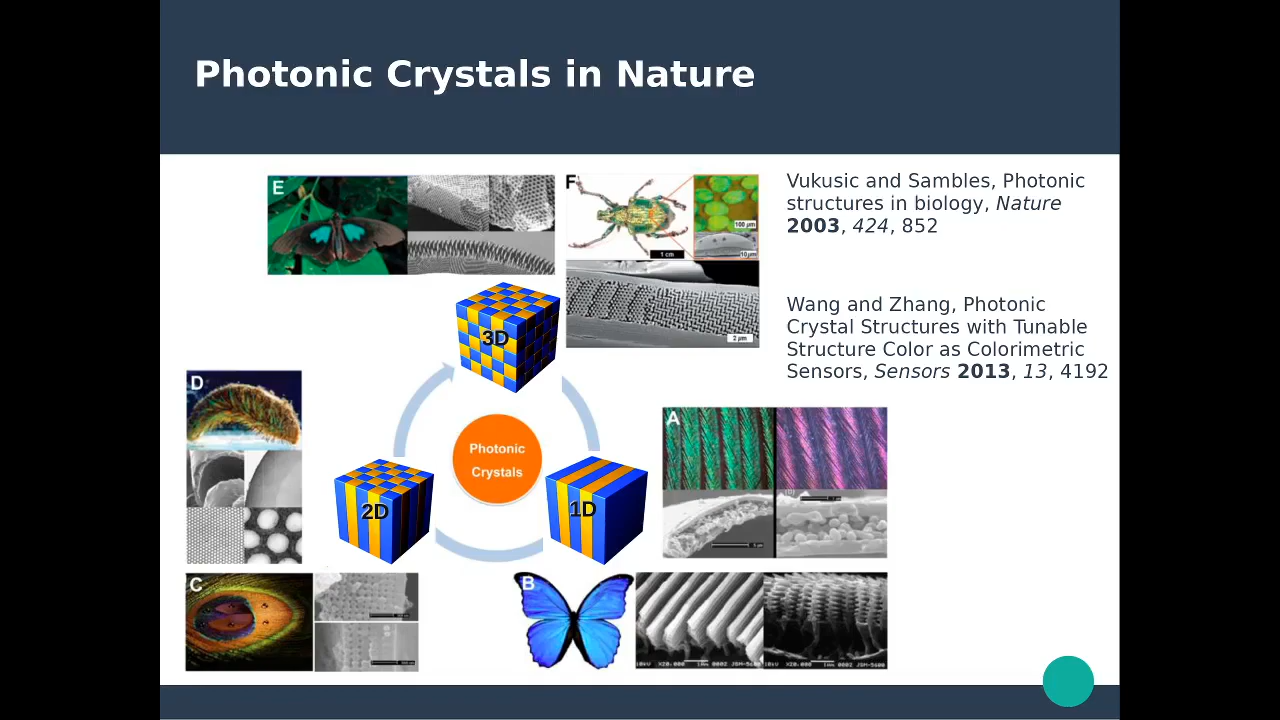 Photonic Crystals in Nature
E
F
100 μm
1 cm
10 μm
2 μm
Vukusic and Sambles, Photonic
structures in biology, Nature
2003, 424, 852
Wang and Zhang, Photonic
Crystal Structures with Tunable
Structure Color as Colorimetric
Sensors, Sensors 2013, 13, 4192
3D
D
A
Photonic
Crystals
2D
1D
(b)
C
B